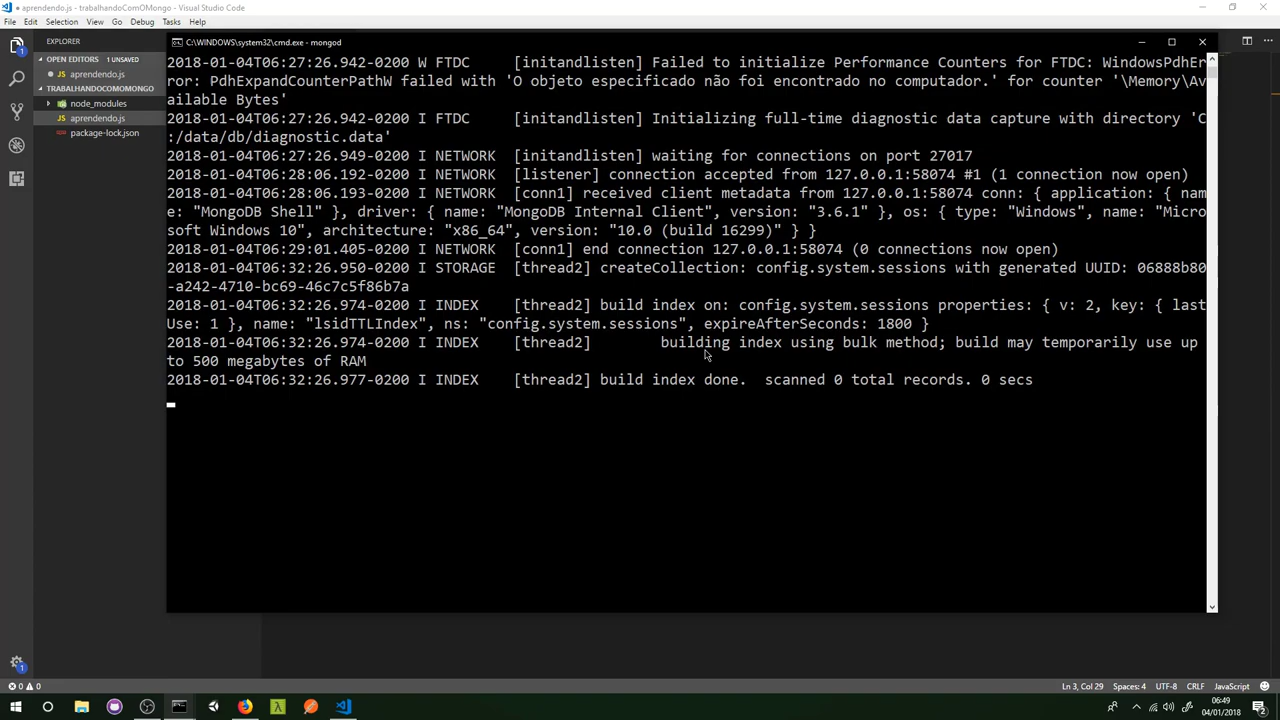 aprendendo.js - trabalhandoComOMongo - Visual Studio Code
File Edit Selection View Go Debug Tasks Help
EXPLORER
OPEN EDITORS 1 UNSAVED
aprendendo.js
TRABALHANDOCOMOMONGO
node_modules
aprendendo.js
package-lock.json
C:\WINDOWS\system32\cmd.exe - mongod
2018-01-04T06:27:26.942-0200 W FTDC [initandlisten] Failed to initialize Performance Counters for FTDC: WindowsPdhEr
ror: PdhExpandCounterPathW failed with 'O objeto especificado não foi encontrado no computador.' for counter '\Memory\Av
ailable Bytes'
2018-01-04T06:27:26.942-0200 I FTDC [initandlisten] Initializing full-time diagnostic data capture with directory 'C
:/data/db/diagnostic.data'
2018-01-04T06:27:26.949-0200 I NETWORK [initandlisten] waiting for connections on port 27017
2018-01-04T06:28:06.192-0200 I NETWORK [listener] connection accepted from 127.0.0.1:58074 #1 (1 connection now open)
2018-01-04T06:28:06.193-0200 I NETWORK [conn1] received client metadata from 127.0.0.1:58074 conn: { application: { nam
e: "MongoDB Shell" }, driver: { name: "MongoDB Internal Client", version: "3.6.1" }, os: { type: "Windows", name: "Micro
soft Windows 10", architecture: "x86_64", version: "10.0 (build 16299)" } }
2018-01-04T06:29:01.405-0200 I NETWORK [conn1] end connection 127.0.0.1:58074 (0 connections now open)
2018-01-04T06:32:26.950-0200 I STORAGE [thread2] createCollection: config.system.sessions with generated UUID: 06888b80
-a242-4710-bc69-46c7c5f86b7a
2018-01-04T06:32:26.974-0200 I INDEX [thread2] build index on: config.system.sessions properties: { v: 2, key: { last
Use: 1 }, name: "lsidTTLIndex", ns: "config.system.sessions", expireAfterSeconds: 1800 }
2018-01-04T06:32:26.974-0200 I INDEX [thread2] building index using bulk method; build may temporarily use up
to 500 megabytes of RAM
2018-01-04T06:32:26.977-0200 I INDEX [thread2] build index done. scanned 0 total records. 0 secs
0 0 Ln 3, Col 29 Spaces: 4 UTF-8 CRLF JavaScript
06:49
04/01/2018